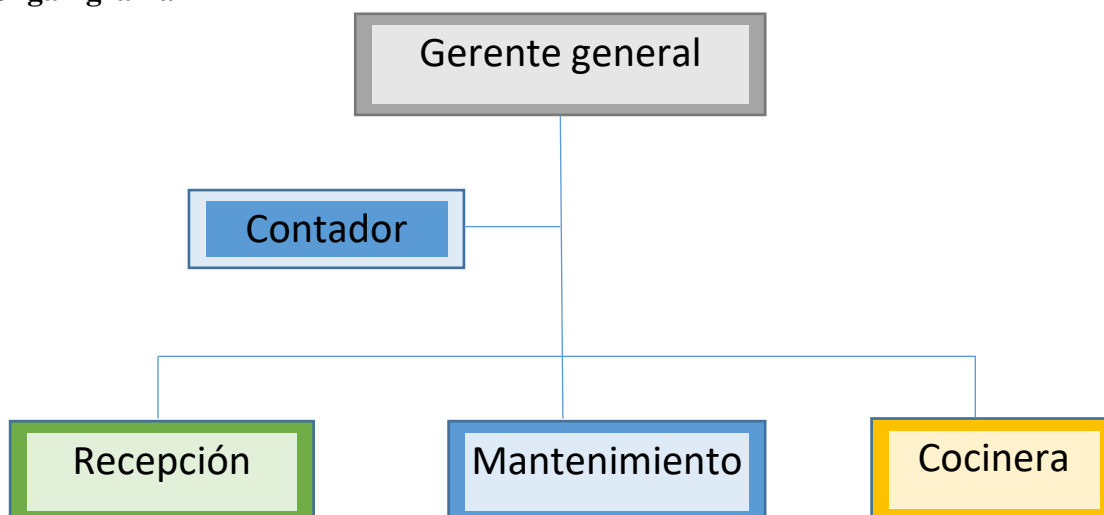 Gerente general
Contador
Recepción
Mantenimiento
Cocinera